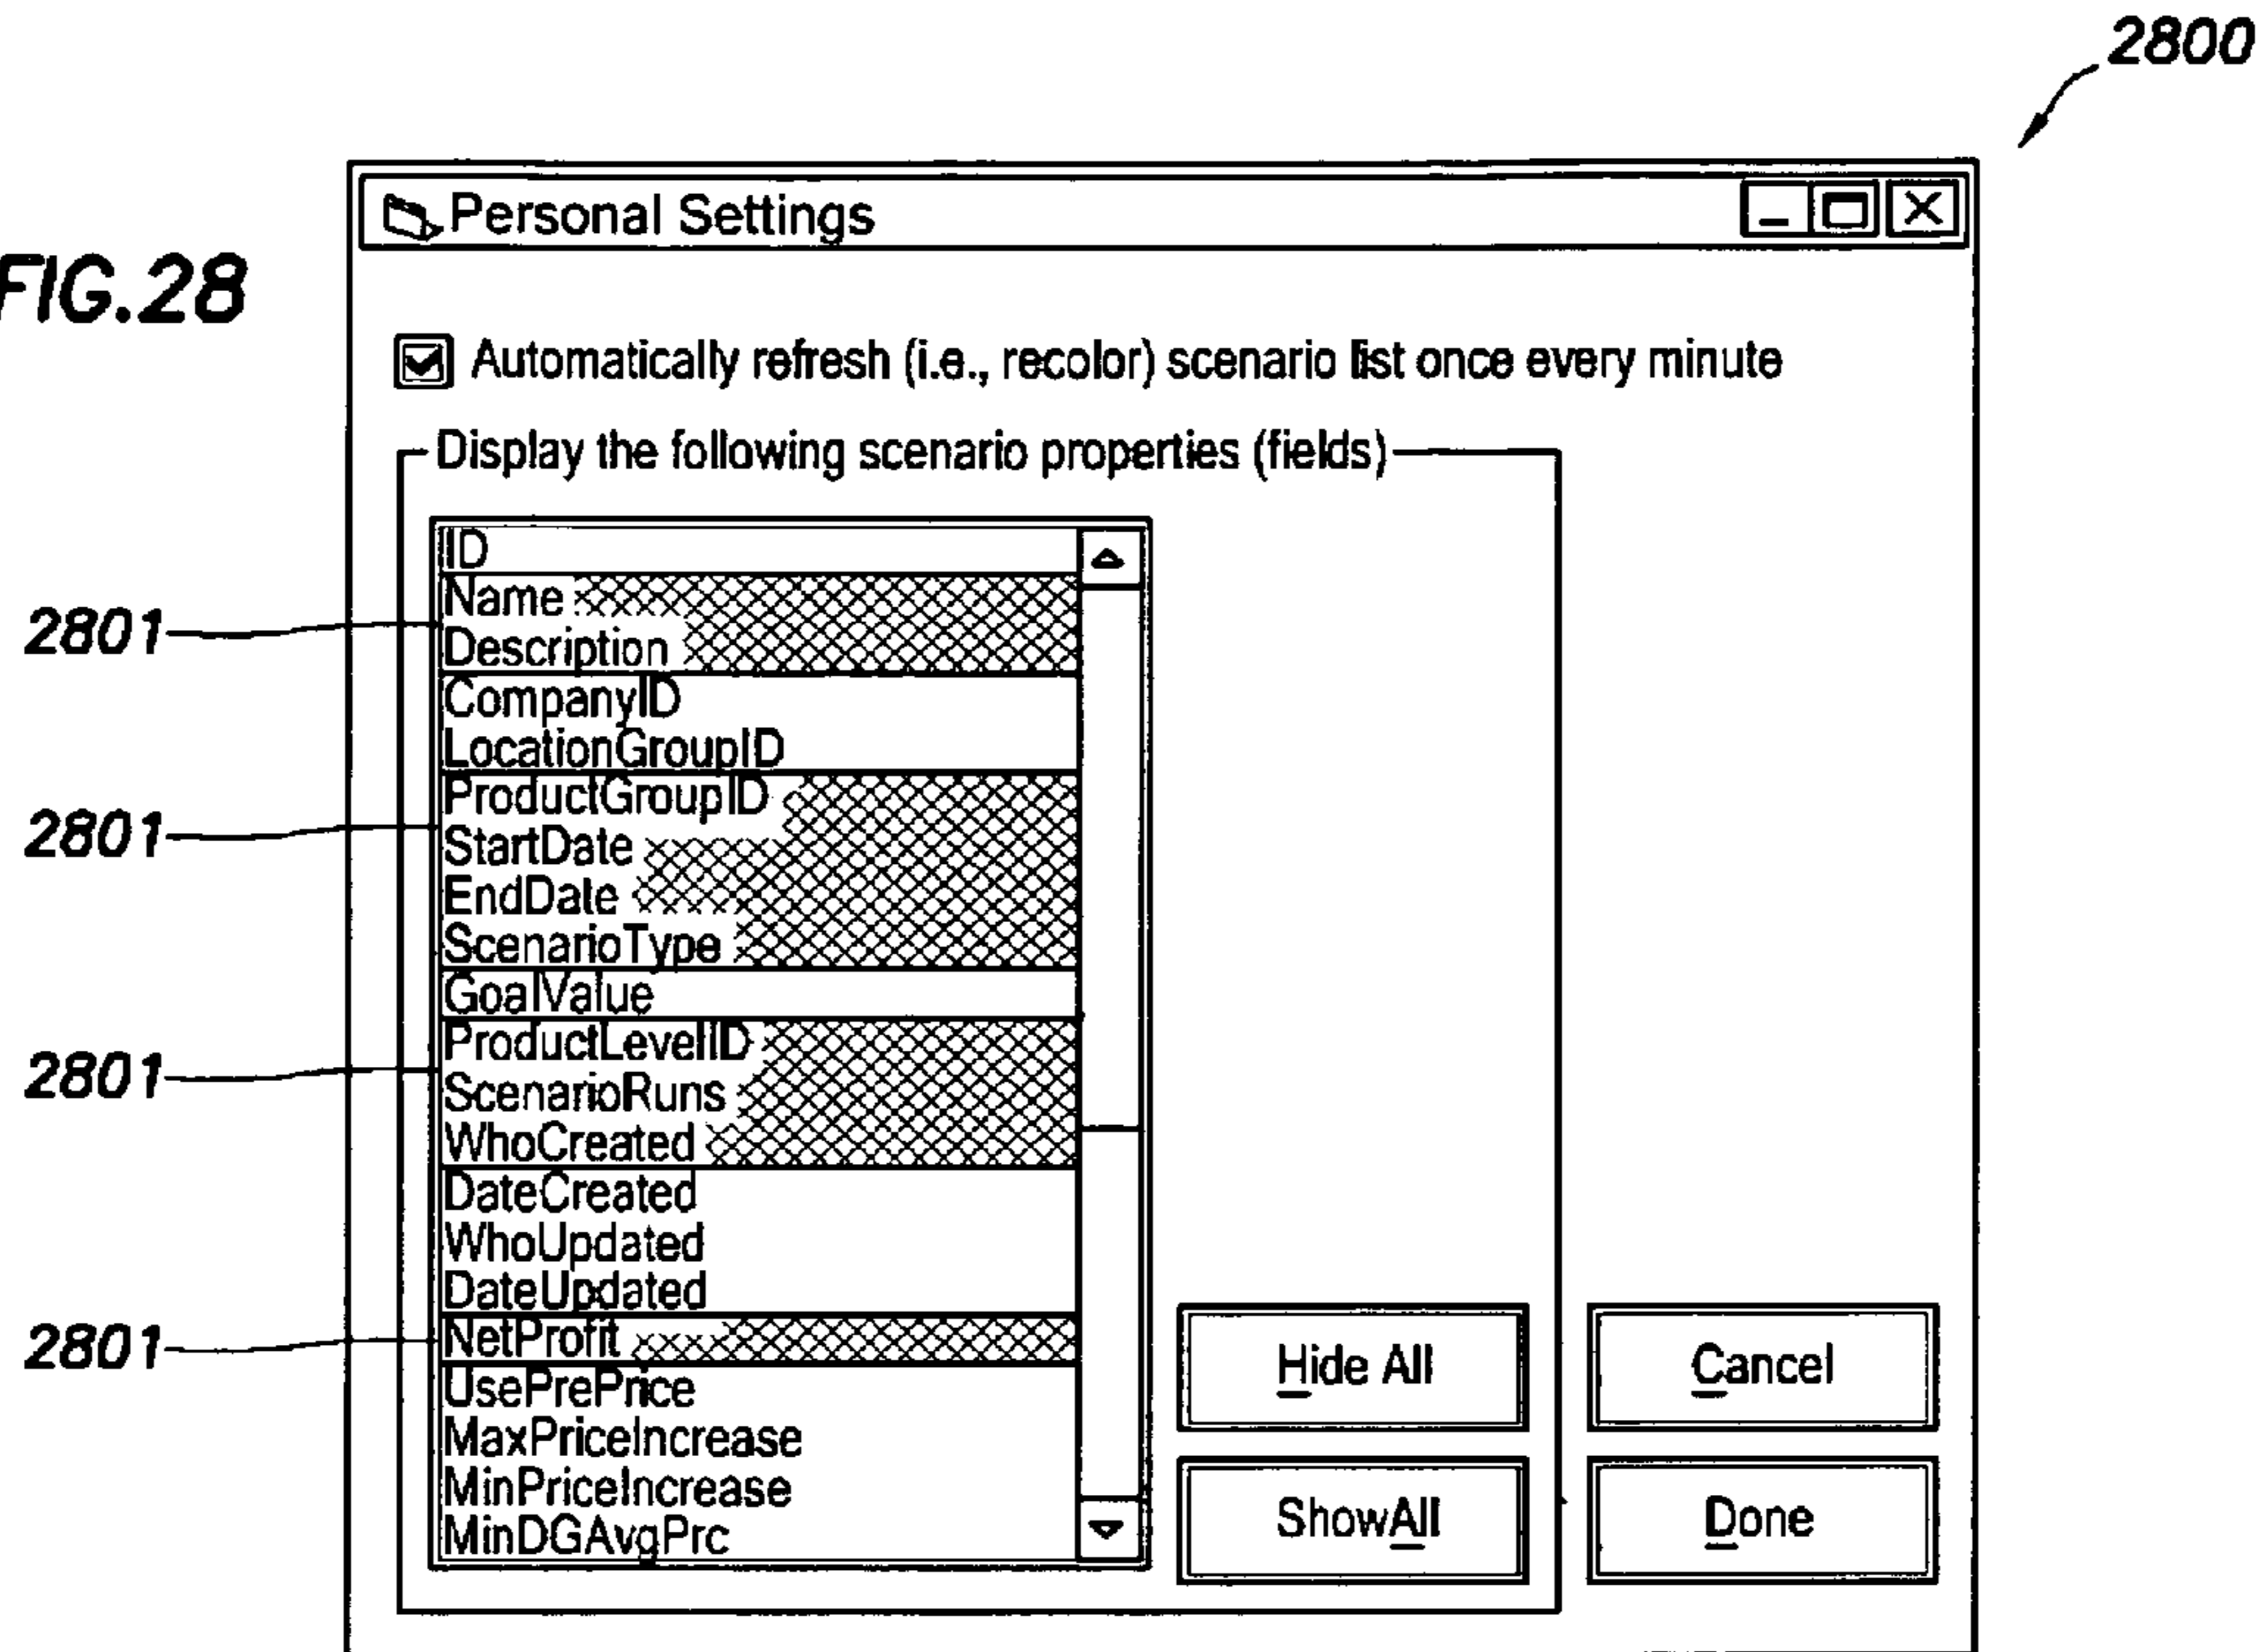 2800
FIG.28
Personal Settings
Automatically refresh (i.e., recolor) scenario list once every minute
Display the following scenario properties (fields)
ID
Name
2801
Description
CompanyID
LocationGroupID
ProductGroupID
2801
StartDate
EndDate
ScenarioType
GoalValue
ProductLevelID
2801
ScenarioRuns
WhoCreated
DateCreated
WhoUpdated
DateUpdated
2801
NetProfit
UsePrePrice
MaxPriceIncrease
MinPriceIncrease
MinDGAvgPrc
Hide All
Cancel
ShowAll
Done